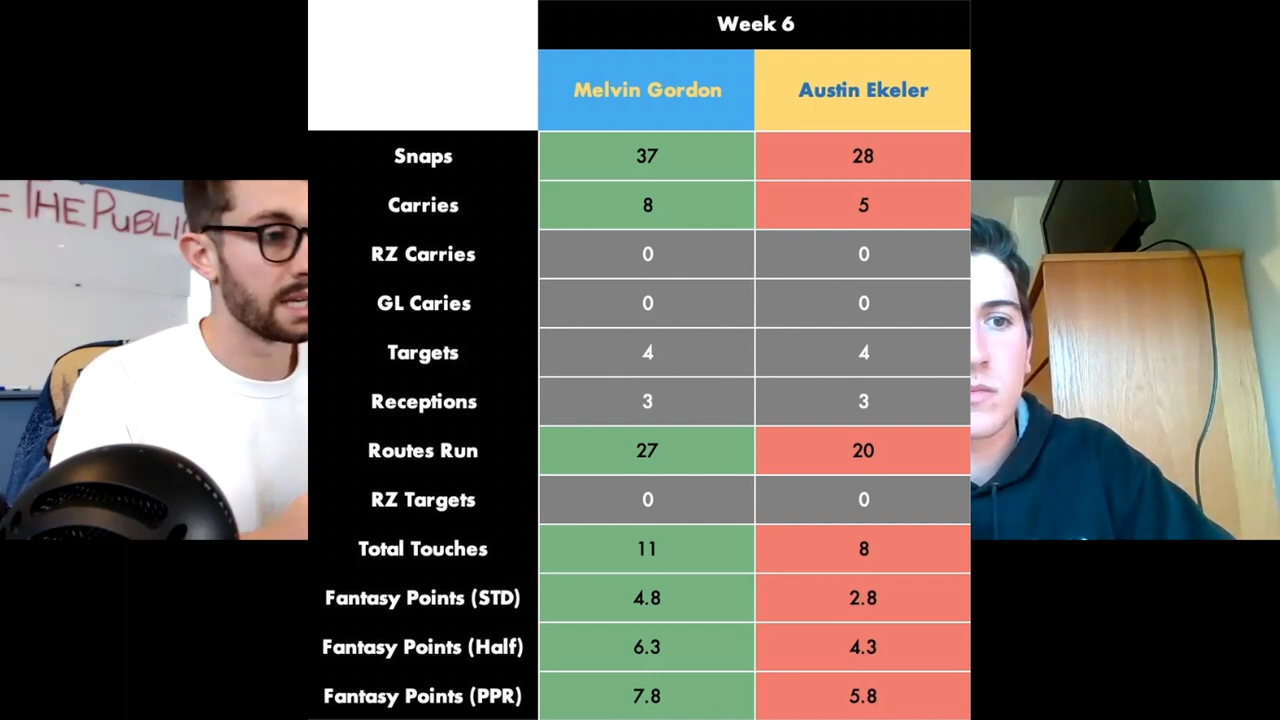 Week 6
Melvin Gordon Austin Ekeler
Snaps 37 28
Carries 8 5
RZ Carries 0 0
GL Caries 0 0
Targets 4 4
Receptions 3 3
Routes Run 27 20
RZ Targets 0 0
Total Touches 11 8
Fantasy Points (STD) 4.8 2.8
Fantasy Points (Half) 6.3 4.3
Fantasy Points (PPR) 7.8 5.8
THE PUBLI